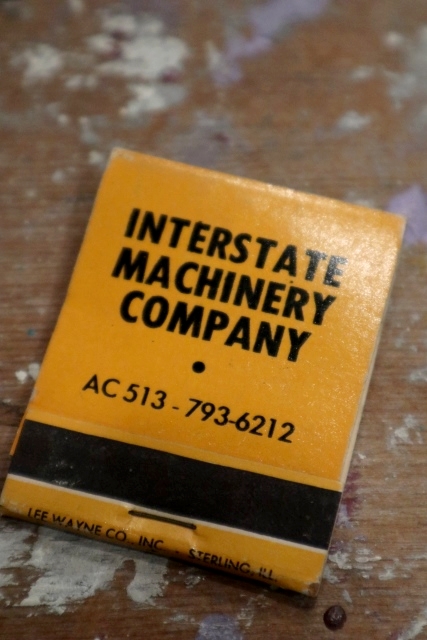 INTERSTATE
MACHINERY
COMPANY
•
AC 513 - 793-6212
LEE WAYNE CO., INC. - STERLING, ILL.